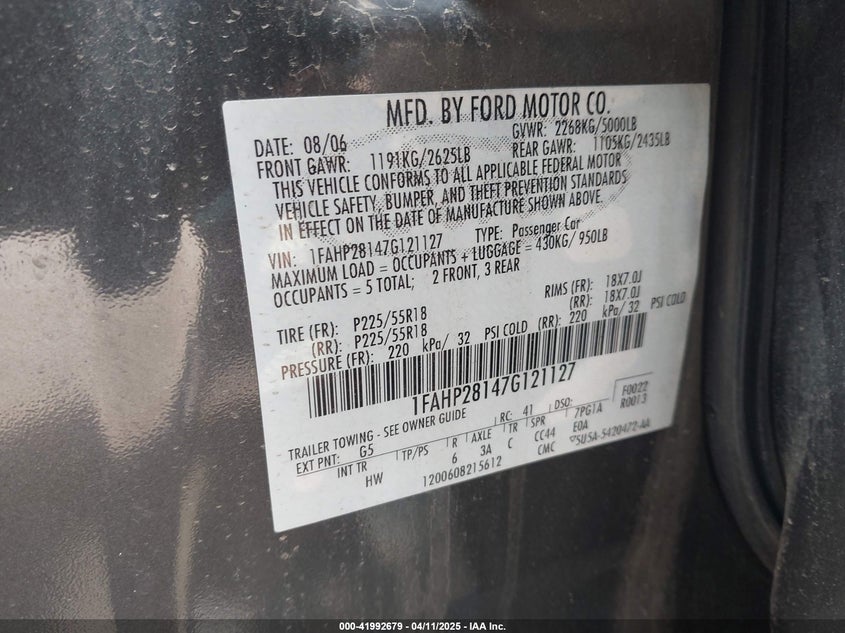 MFD. BY FORD MOTOR CO.
DATE: 08/06 GVWR: 2268KG/5000LB
FRONT GAWR: 1191KG/2625LB REAR GAWR: 1105KG/2435LB
THIS VEHICLE CONFORMS TO ALL APPLICABLE FEDERAL MOTOR
VEHICLE SAFETY, BUMPER, AND THEFT PREVENTION STANDARDS
IN EFFECT ON THE DATE OF MANUFACTURE SHOWN ABOVE.
VIN: 1FAHP28147G121127 TYPE: Passenger Car
MAXIMUM LOAD = OCCUPANTS + LUGGAGE = 430KG/ 950LB
OCCUPANTS = 5 TOTAL; 2 FRONT, 3 REAR
TIRE (FR): P225/55R18 RIMS (FR): 18X7.0J
(RR): P225/55R18 (RR): 18X7.0J
PRESSURE (FR): 220 kPa/ 32 PSI COLD (RR): 220 kPa/ 32 PSI COLD
1FAHP28147G121127
TRAILER TOWING - SEE OWNER GUIDE RC: 41 DSO: F0022
EXT PNT: G5 7PG1A R0013
INT TR TP/PS R AXLE TR SPR EOA
HW 6 3A C CC44 5U5A-5420472-AA
1200608215612 CMC
000-41992679 - 04/11/2025 - IAA Inc.